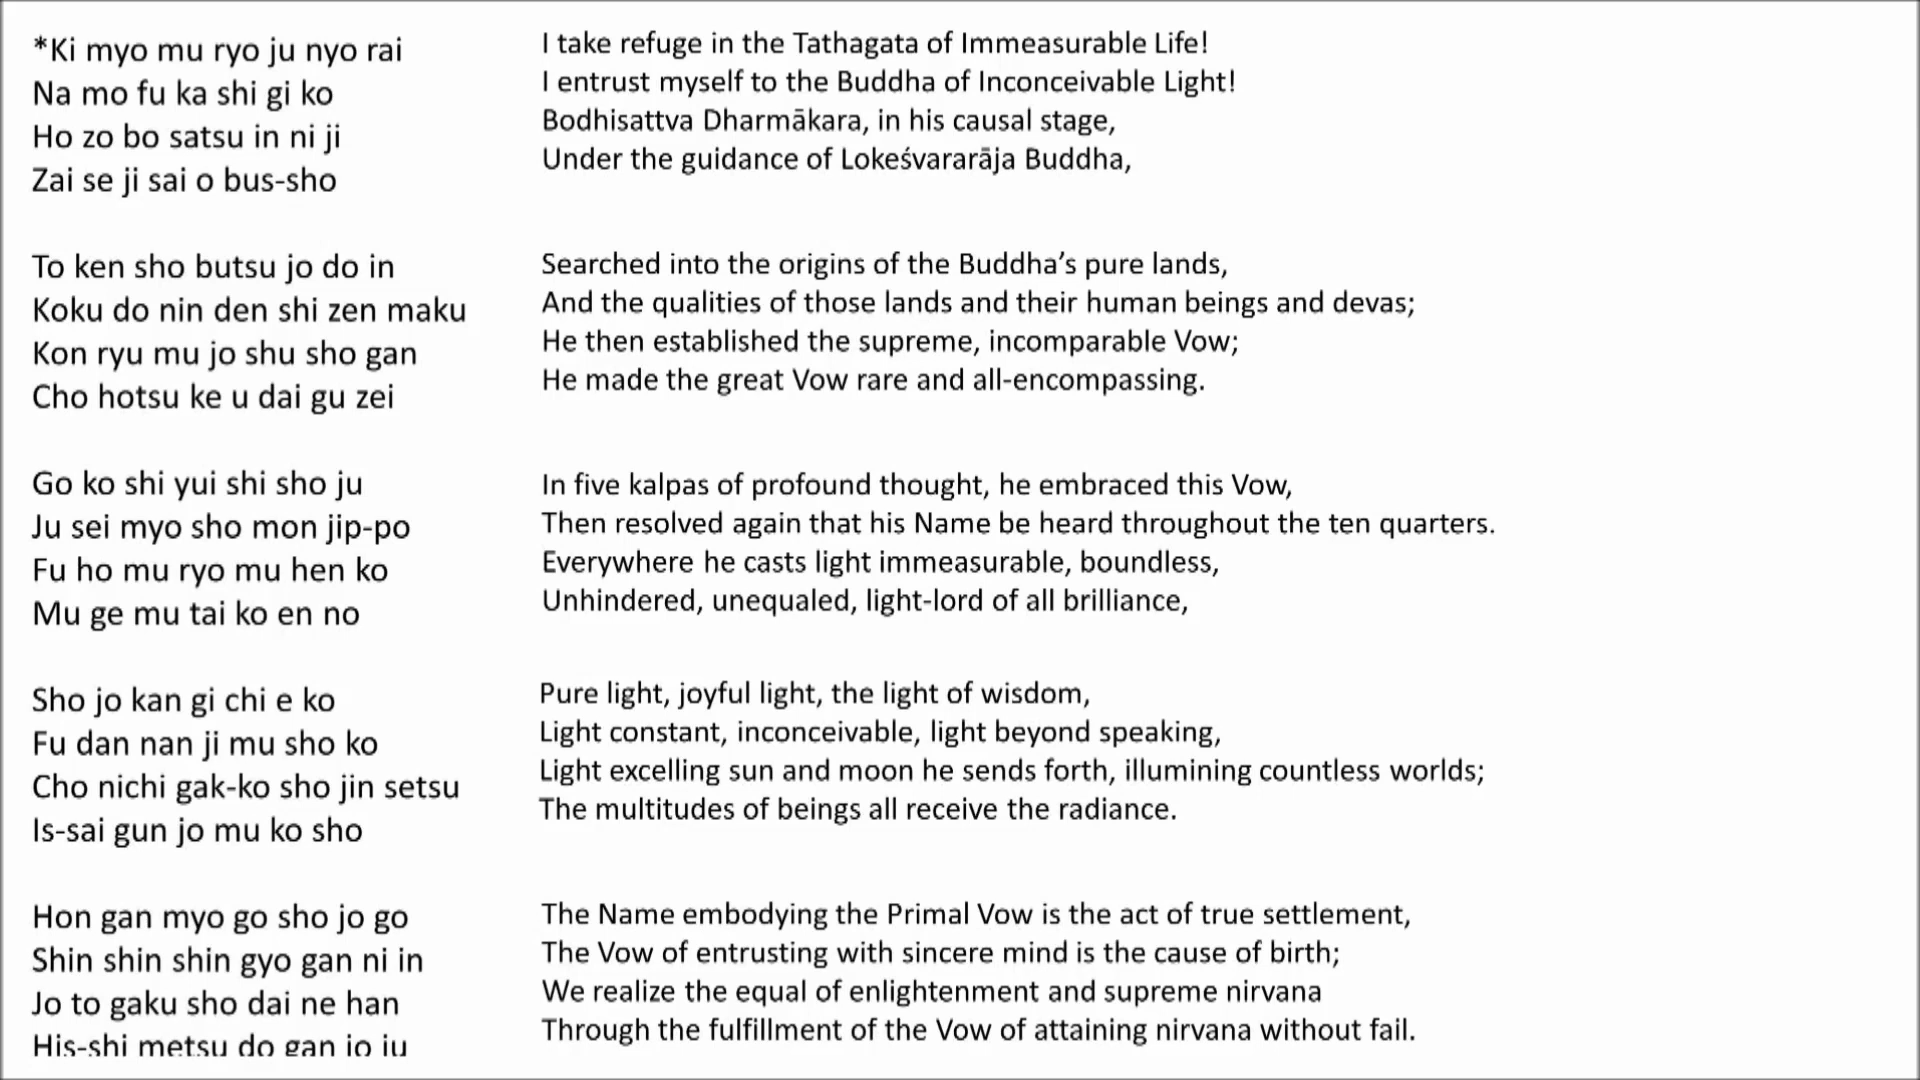 *Ki myo mu ryo ju nyo rai
Na mo fu ka shi gi ko
Ho zo bo satsu in ni ji
Zai se ji sai o bus-sho
I take refuge in the Tathagata of Immeasurable Life!
I entrust myself to the Buddha of Inconceivable Light!
Bodhisattva Dharmākara, in his causal stage,
Under the guidance of Lokeśvararāja Buddha,
To ken sho butsu jo do in
Koku do nin den shi zen maku
Kon ryu mu jo shu sho gan
Cho hotsu ke u dai gu zei
Searched into the origins of the Buddha’s pure lands,
And the qualities of those lands and their human beings and devas;
He then established the supreme, incomparable Vow;
He made the great Vow rare and all-encompassing.
Go ko shi yui shi sho ju
Ju sei myo sho mon jip-po
Fu ho mu ryo mu hen ko
Mu ge mu tai ko en no
In five kalpas of profound thought, he embraced this Vow,
Then resolved again that his Name be heard throughout the ten quarters.
Everywhere he casts light immeasurable, boundless,
Unhindered, unequaled, light-lord of all brilliance,
Sho jo kan gi chi e ko
Fu dan nan ji mu sho ko
Cho nichi gak-ko sho jin setsu
Is-sai gun jo mu ko sho
Pure light, joyful light, the light of wisdom,
Light constant, inconceivable, light beyond speaking,
Light excelling sun and moon he sends forth, illumining countless worlds;
The multitudes of beings all receive the radiance.
Hon gan myo go sho jo go
Shin shin shin gyo gan ni in
Jo to gaku sho dai ne han
His-shi metsu do gan jo ju
The Name embodying the Primal Vow is the act of true settlement,
The Vow of entrusting with sincere mind is the cause of birth;
We realize the equal of enlightenment and supreme nirvana
Through the fulfillment of the Vow of attaining nirvana without fail.